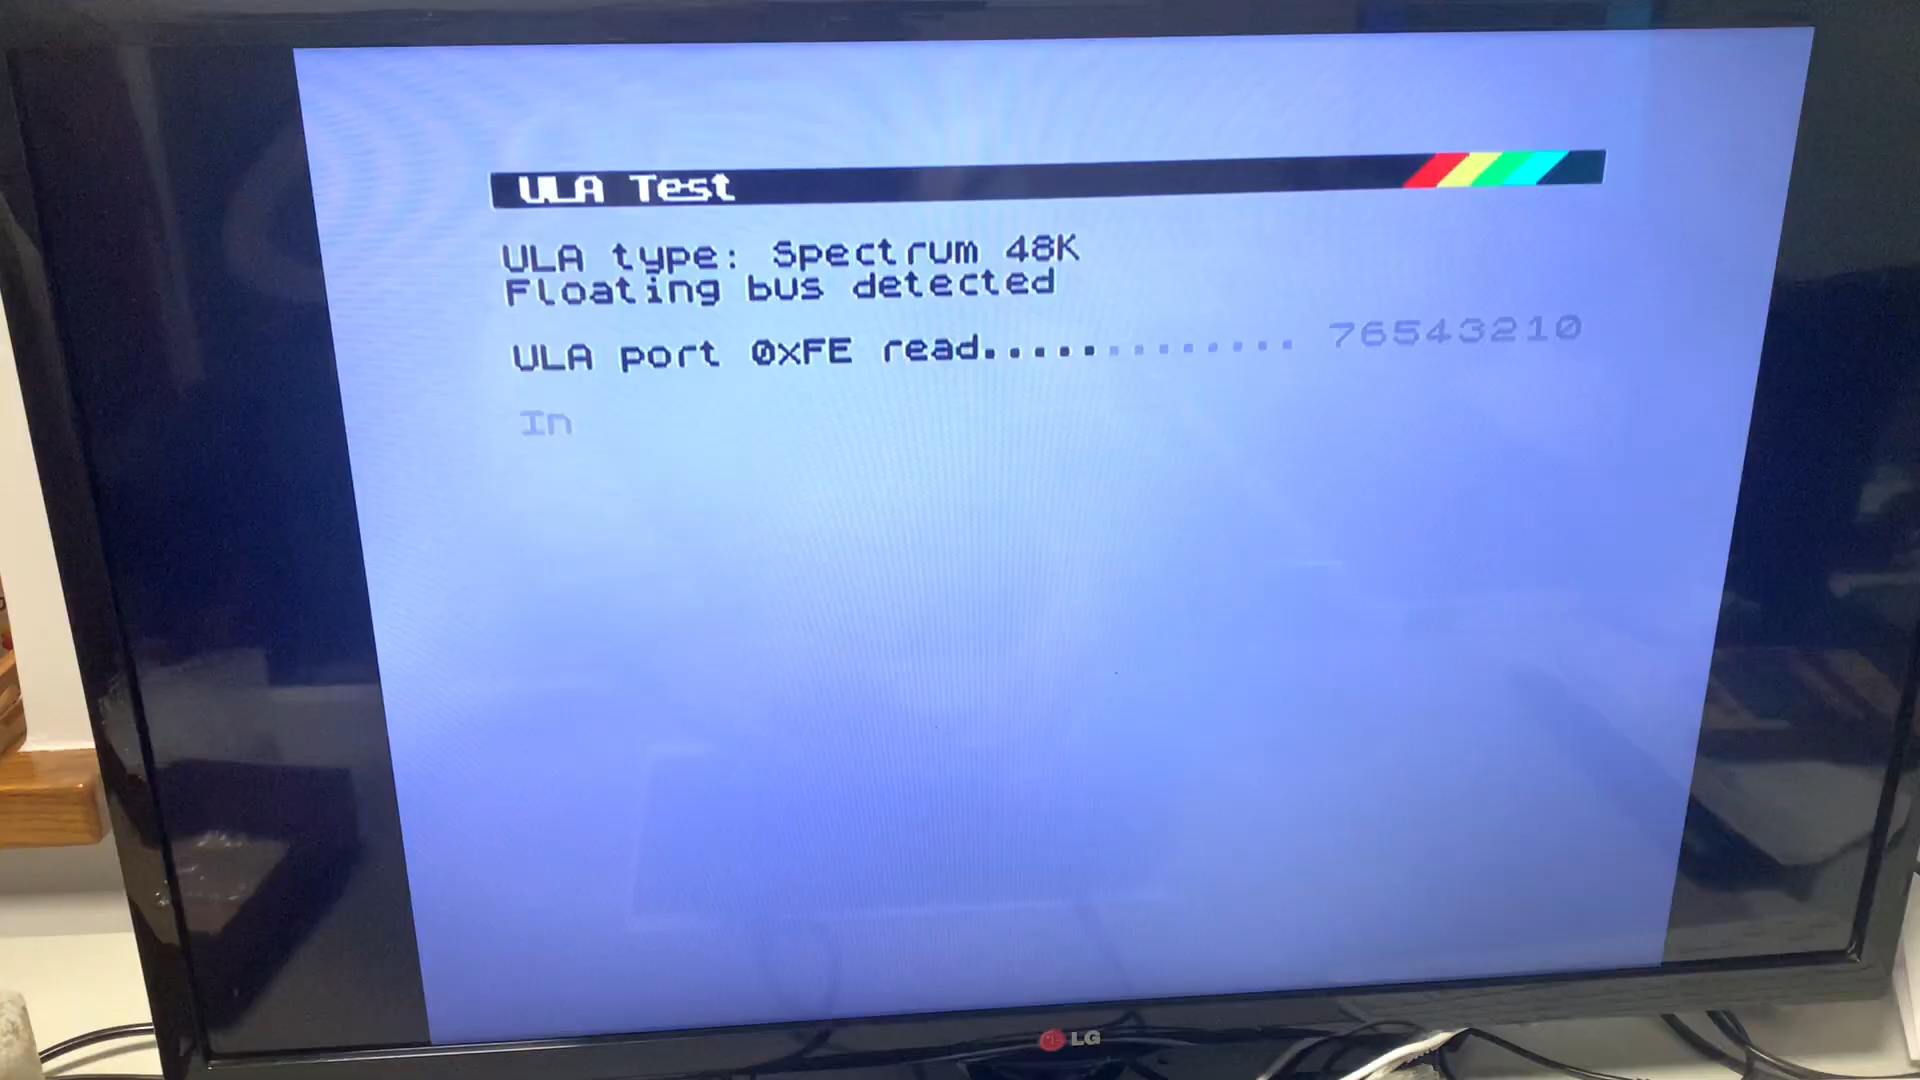 ULA Test
ULA type: Spectrum 48K
Floating bus detected
ULA port 0xFE read............. 76543210
In
LG